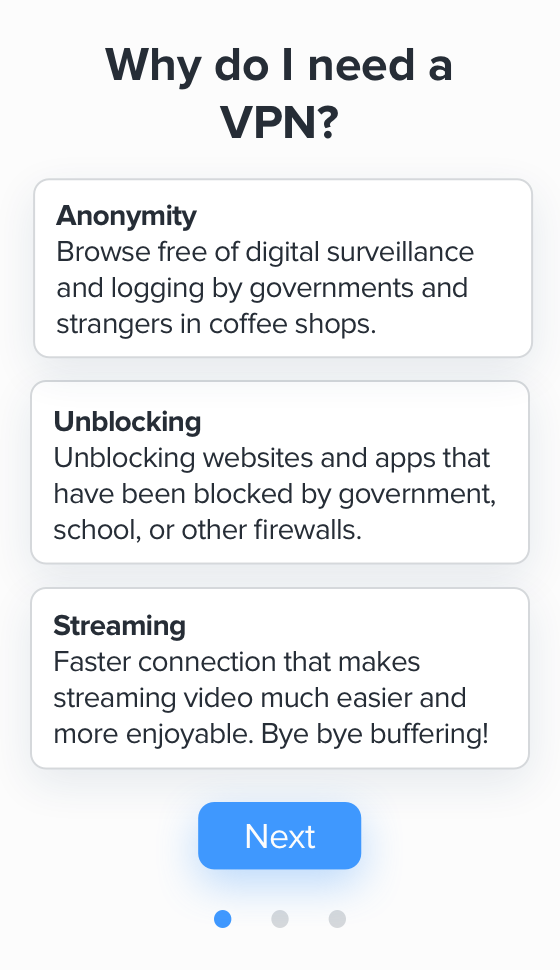 Why do I need a
VPN?
Anonymity
Browse free of digital surveillance
and logging by governments and
strangers in coffee shops.
Unblocking
Unblocking websites and apps that
have been blocked by government,
school, or other firewalls.
Streaming
Faster connection that makes
streaming video much easier and
more enjoyable. Bye bye buffering!
Next